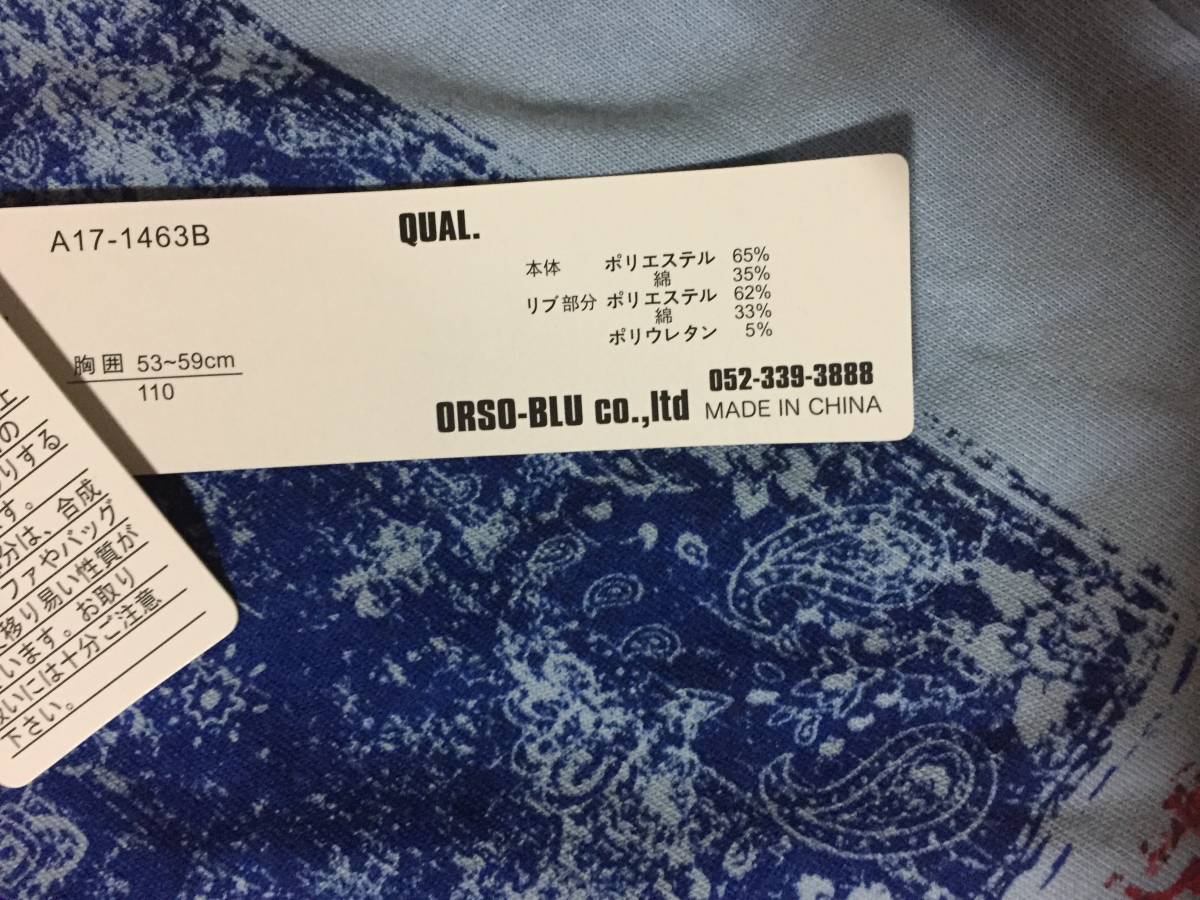 A17-1463B
QUAL.
本体 ポリエステル 65%
綿 35%
リブ部分 ポリエステル 62%
綿 33%
ポリウレタン 5%
胸囲 53~59cm
110
052-339-3888
ORSO-BLU co.,ltd
MADE IN CHINA
上
の
りする
す。
分は、合成
ファやバッグ
移り易い性質が
います。お取り
扱いには十分ご注意
下さい。